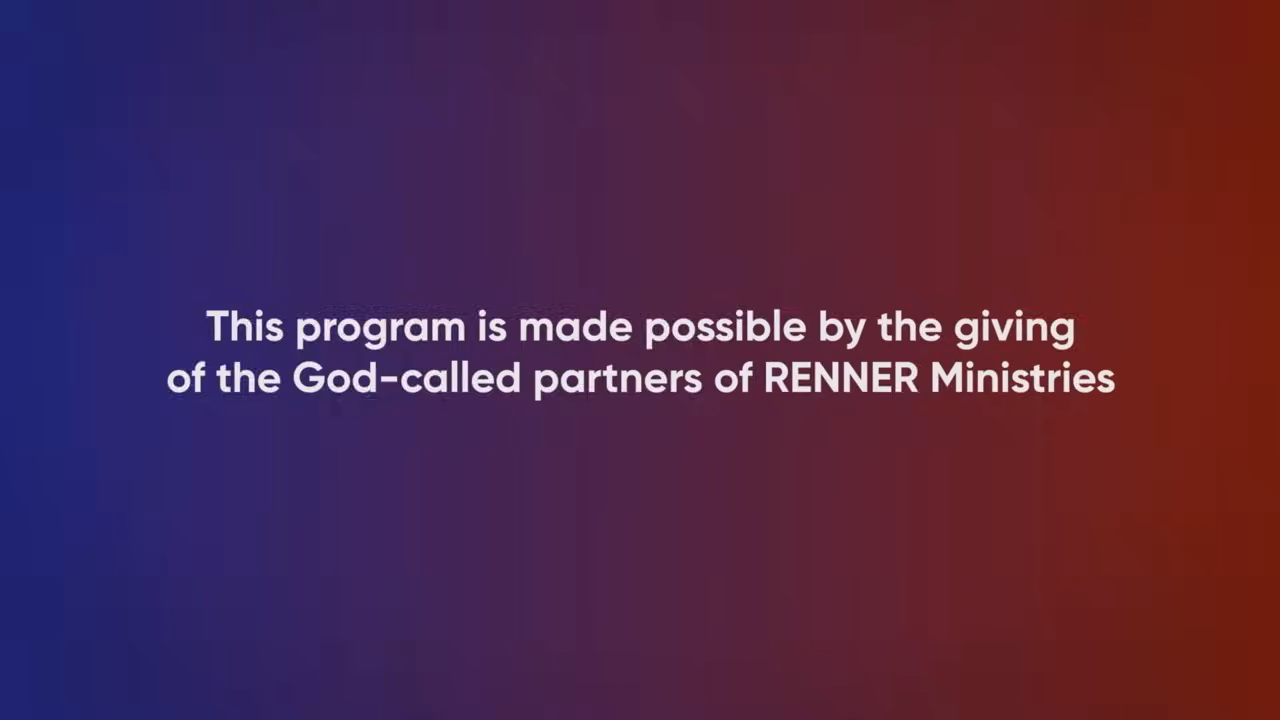 This program is made possible by the giving
of the God-called partners of RENNER Ministries